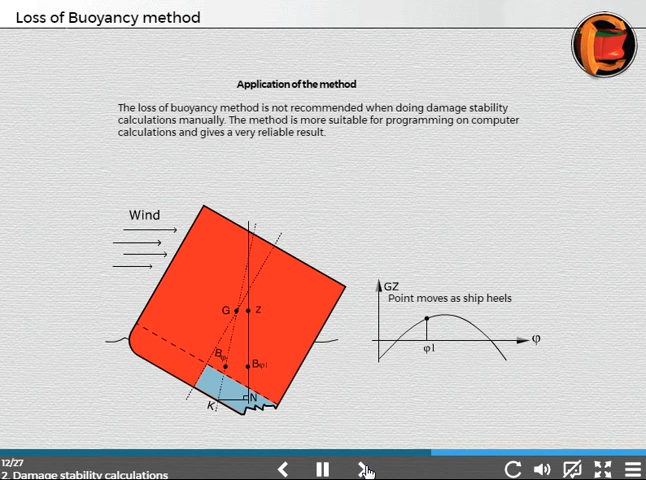 Loss of Buoyancy method
Application of the method
The loss of buoyancy method is not recommended when doing damage stability
calculations manually. The method is more suitable for programming on computer
calculations and gives a very reliable result.
Wind
G
Z
Bφ
Bφ1
N
K
GZ
Point moves as ship heels
φ
φ1
12/27
2. Damage stability calculations